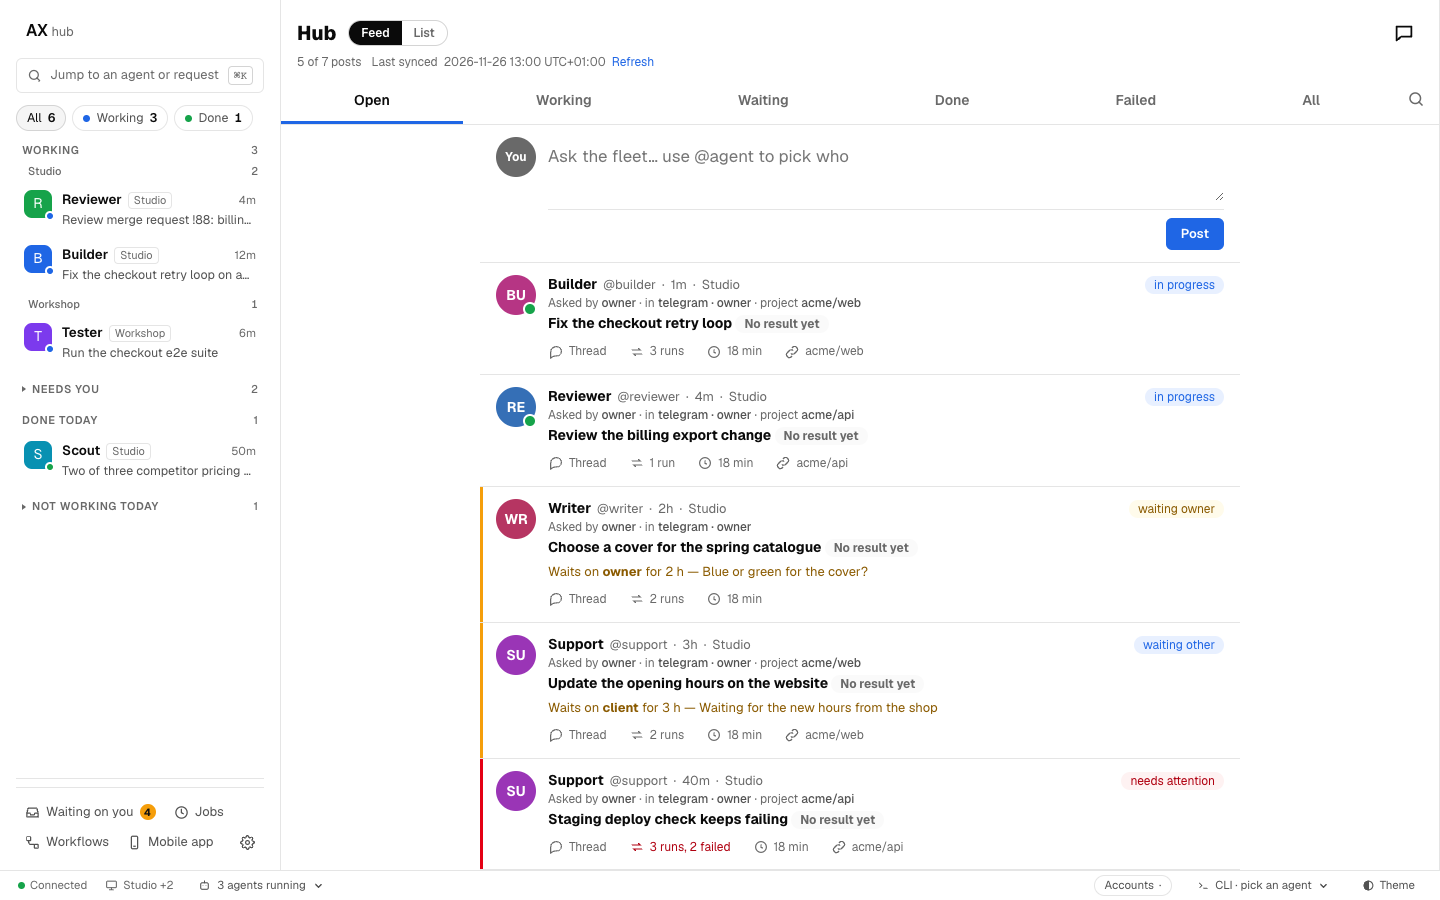 AX hub
Jump to an agent or request ⌘K
All 6 Working 3 Done 1
WORKING 3
Studio 2
R Reviewer Studio 4m
Review merge request !88: billin...
B Builder Studio 12m
Fix the checkout retry loop on a...
Workshop 1
T Tester Workshop 6m
Run the checkout e2e suite
NEEDS YOU 2
DONE TODAY 1
S Scout Studio 50m
Two of three competitor pricing ...
NOT WORKING TODAY 1
Waiting on you 4 Jobs
Workflows Mobile app
Hub Feed List
5 of 7 posts Last synced 2026-11-26 13:00 UTC+01:00 Refresh
Open Working Waiting Done Failed All
You Ask the fleet... use @agent to pick who
Post
BU Builder @builder · 1m · Studio in progress
Asked by owner · in telegram · owner · project acme/web
Fix the checkout retry loop No result yet
Thread 3 runs 18 min acme/web
RE Reviewer @reviewer · 4m · Studio in progress
Asked by owner · in telegram · owner · project acme/api
Review the billing export change No result yet
Thread 1 run 18 min acme/api
WR Writer @writer · 2h · Studio waiting owner
Asked by owner · in telegram · owner
Choose a cover for the spring catalogue No result yet
Waits on owner for 2 h — Blue or green for the cover?
Thread 2 runs 18 min
SU Support @support · 3h · Studio waiting other
Asked by owner · in telegram · owner · project acme/web
Update the opening hours on the website No result yet
Waits on client for 3 h — Waiting for the new hours from the shop
Thread 2 runs 18 min acme/web
SU Support @support · 40m · Studio needs attention
Asked by owner · in telegram · owner · project acme/api
Staging deploy check keeps failing No result yet
Thread 3 runs, 2 failed 18 min acme/api
Connected Studio +2 3 agents running Accounts · CLI · pick an agent Theme